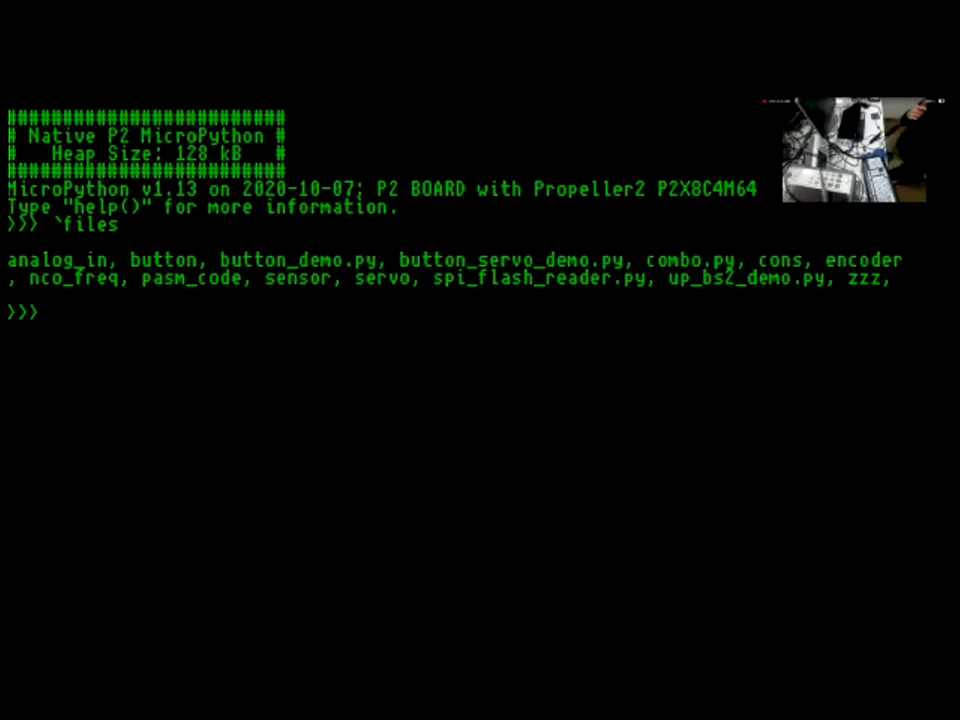 ########################
# Native P2 MicroPython #
#   Heap Size: 128 kB   #
########################
MicroPython v1.13 on 2020-10-07; P2 BOARD with Propeller2 P2X8C4M64
Type "help()" for more information.
>>> `files
analog_in, button, button_demo.py, button_servo_demo.py, combo.py, cons, encoder
, nco_freq, pasm_code, sensor, servo, spi_flash_reader.py, up_bs2_demo.py, zzz,
>>>